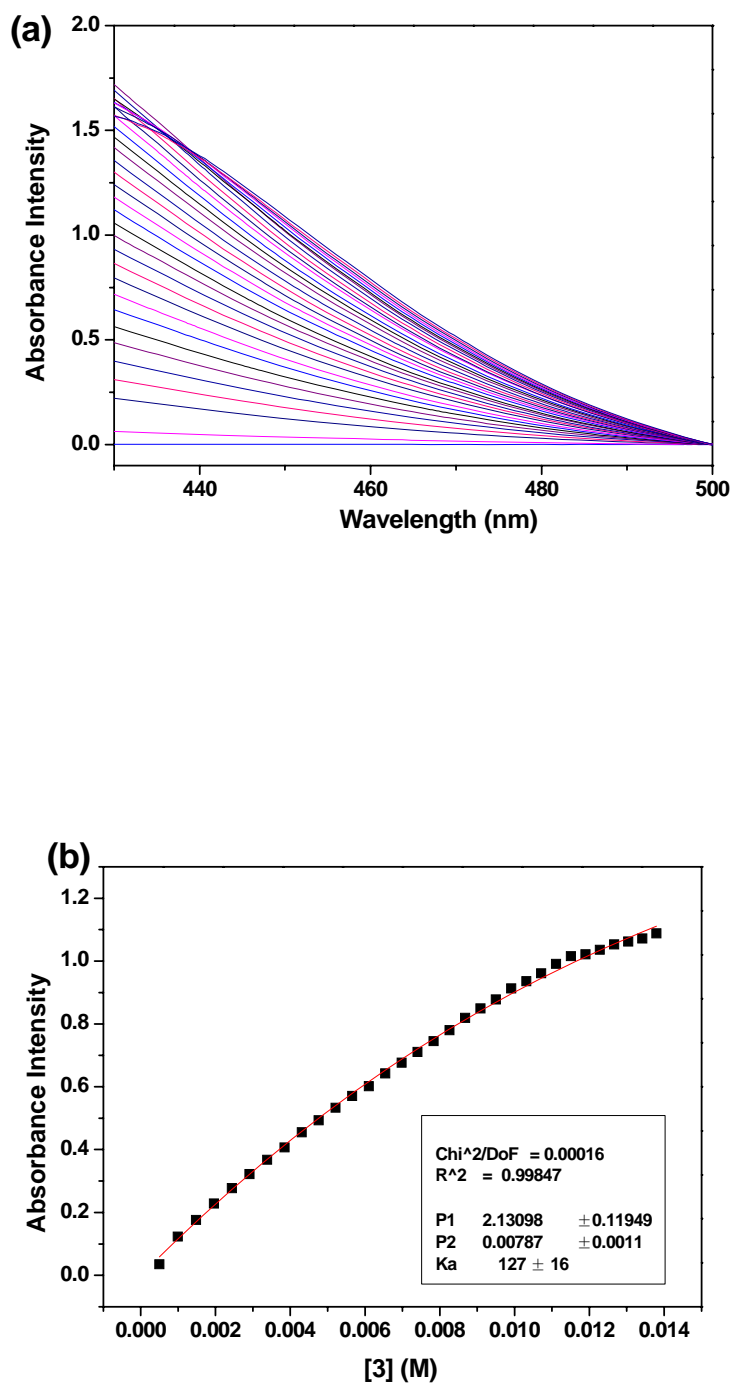 (a)
2.0
1.5
1.0
0.5
0.0
Absorbance Intensity
440 460 480 500
Wavelength (nm)
(b)
1.2
1.0
0.8
0.6
0.4
0.2
0.0
Absorbance Intensity
Chi^2/DoF = 0.00016
R^2 = 0.99847
P1 2.13098 ±0.11949
P2 0.00787 ±0.0011
Ka 127 ± 16
0.000 0.002 0.004 0.006 0.008 0.010 0.012 0.014
[3] (M)